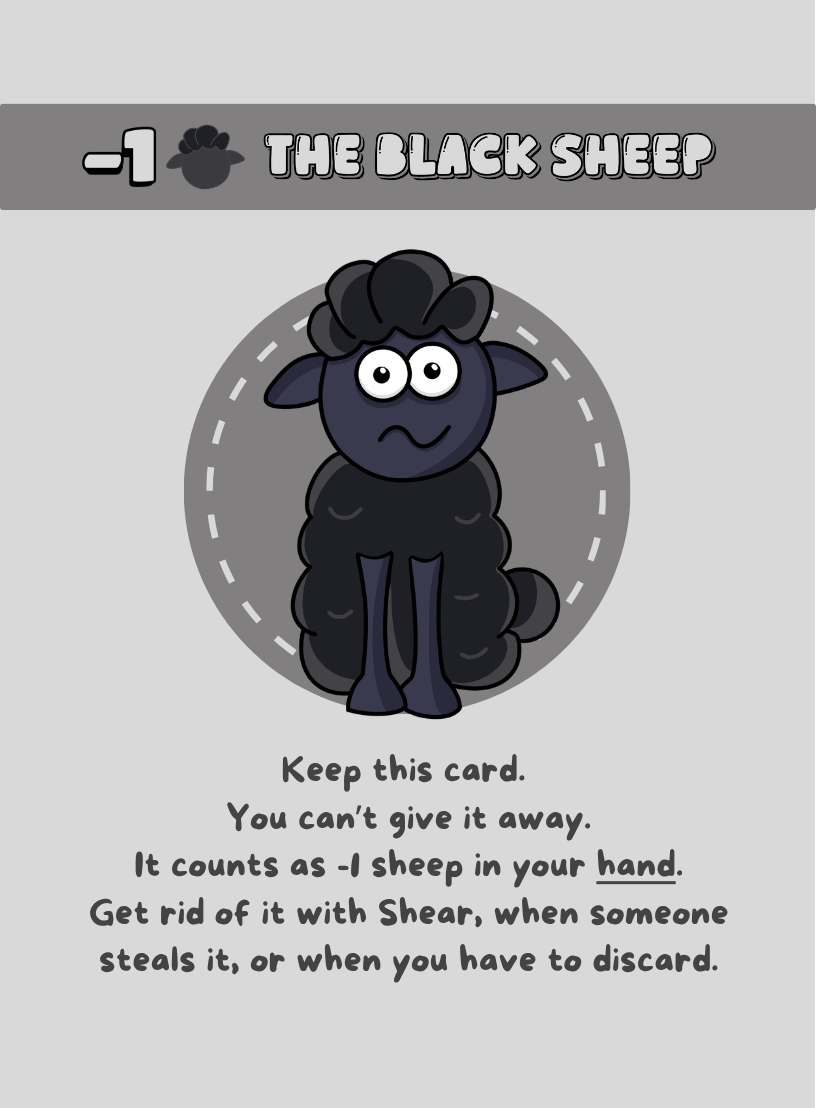 -1 THE BLACK SHEEP
Keep this card.
You can't give it away.
It counts as -1 sheep in your hand.
Get rid of it with Shear, when someone
steals it, or when you have to discard.